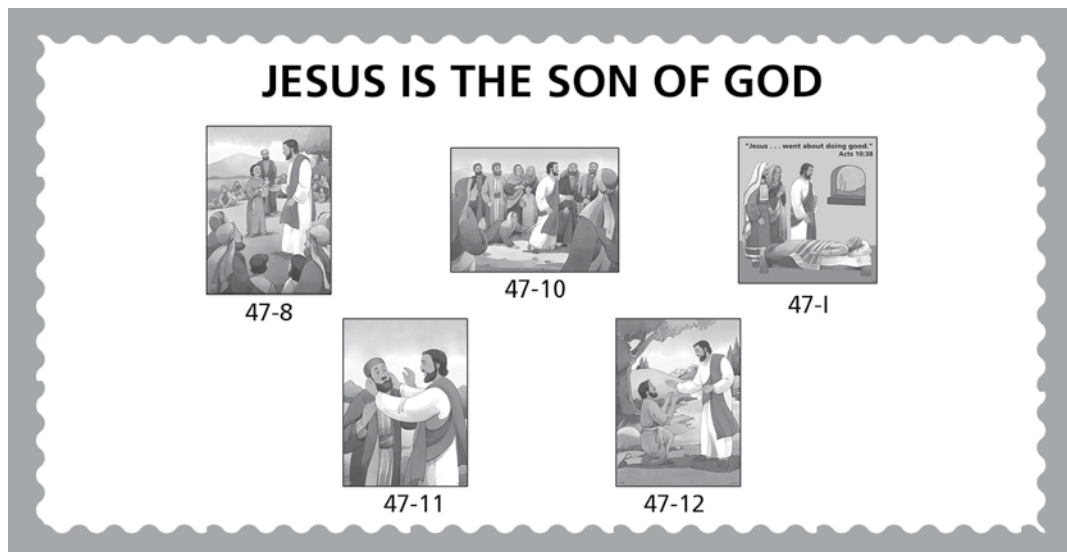 JESUS IS THE SON OF GOD
"Jesus . . . went about doing good."
Acts 10:38
47-8
47-10
47-I
47-11
47-12